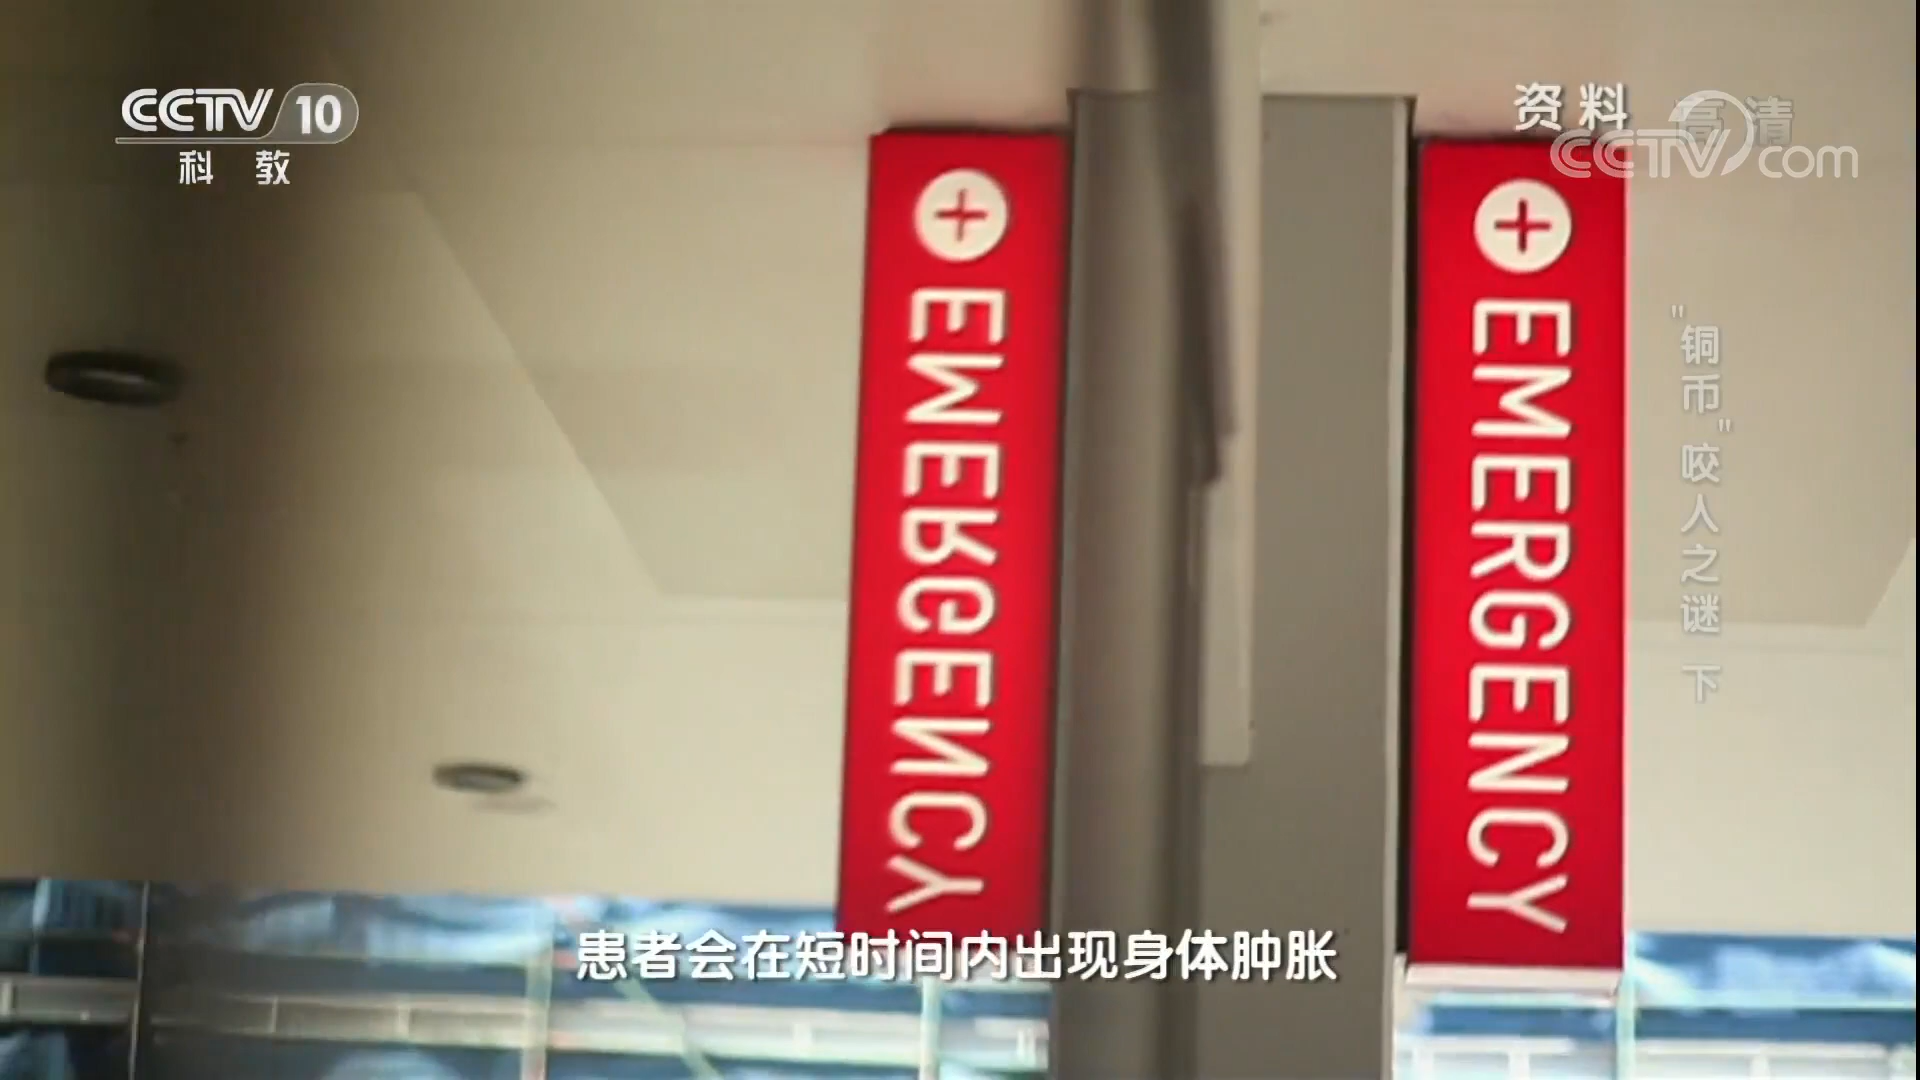 CCTV 10
科教
资料
高清
CCTV.com
EMERGENCY
EMERGENCY
"铜币"咬人之谜 下
患者会在短时间内出现身体肿胀